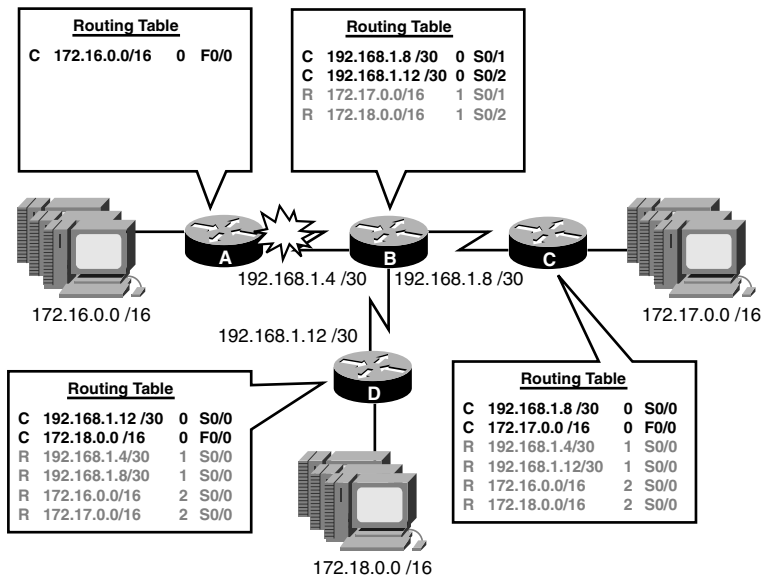 Routing Table
C 172.16.0.0/16 0 F0/0
Routing Table
C 192.168.1.8 /30 0 S0/1
C 192.168.1.12 /30 0 S0/2
R 172.17.0.0/16 1 S0/1
R 172.18.0.0/16 1 S0/2
A
B
C
192.168.1.4 /30
192.168.1.8 /30
172.16.0.0 /16
172.17.0.0 /16
192.168.1.12 /30
D
Routing Table
C 192.168.1.12 /30 0 S0/0
C 172.18.0.0 /16 0 F0/0
R 192.168.1.4/30 1 S0/0
R 192.168.1.8/30 1 S0/0
R 172.16.0.0/16 2 S0/0
R 172.17.0.0/16 2 S0/0
Routing Table
C 192.168.1.8 /30 0 S0/0
C 172.17.0.0 /16 0 F0/0
R 192.168.1.4/30 1 S0/0
R 192.168.1.12/30 1 S0/0
R 172.16.0.0/16 2 S0/0
R 172.18.0.0/16 2 S0/0
172.18.0.0 /16